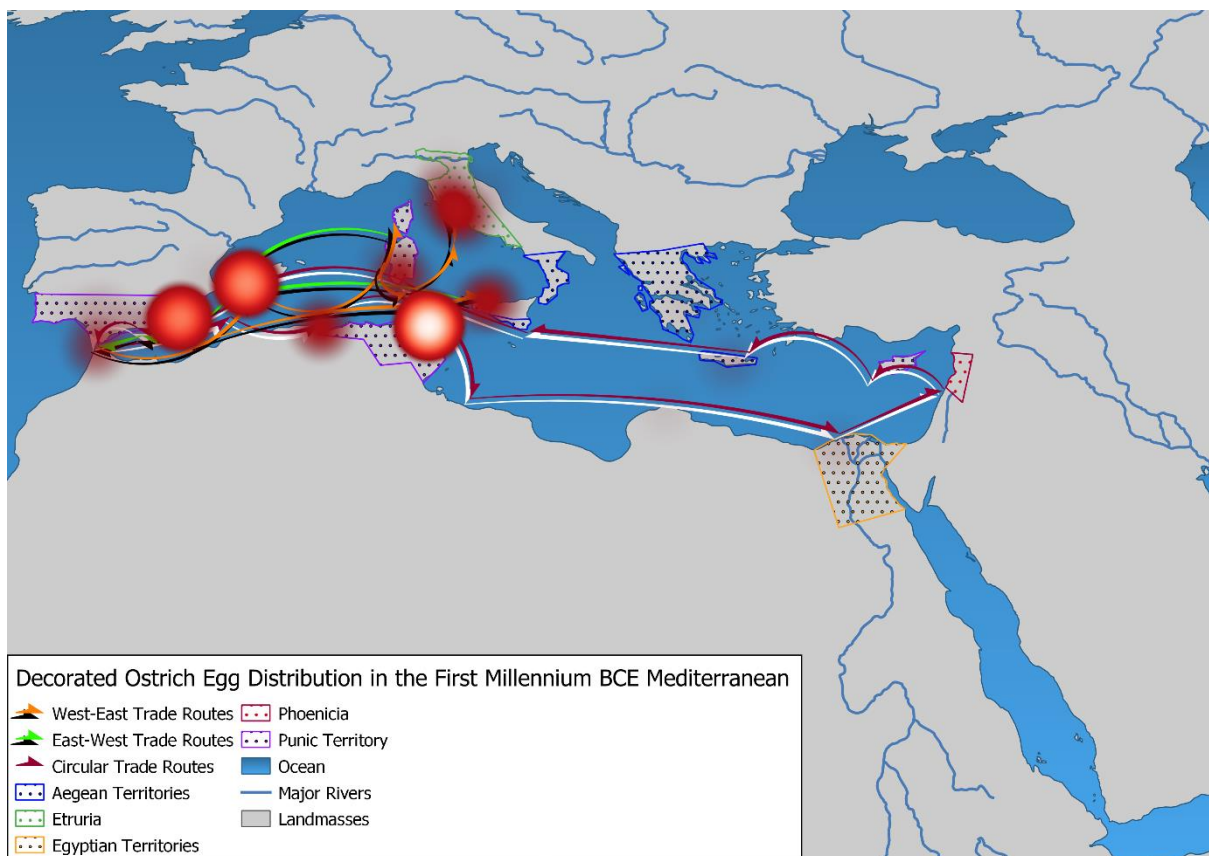 Decorated Ostrich Egg Distribution in the First Millennium BCE Mediterranean
West-East Trade Routes
East-West Trade Routes
Circular Trade Routes
Aegean Territories
Etruria
Egyptian Territories
Phoenicia
Punic Territory
Ocean
Major Rivers
Landmasses